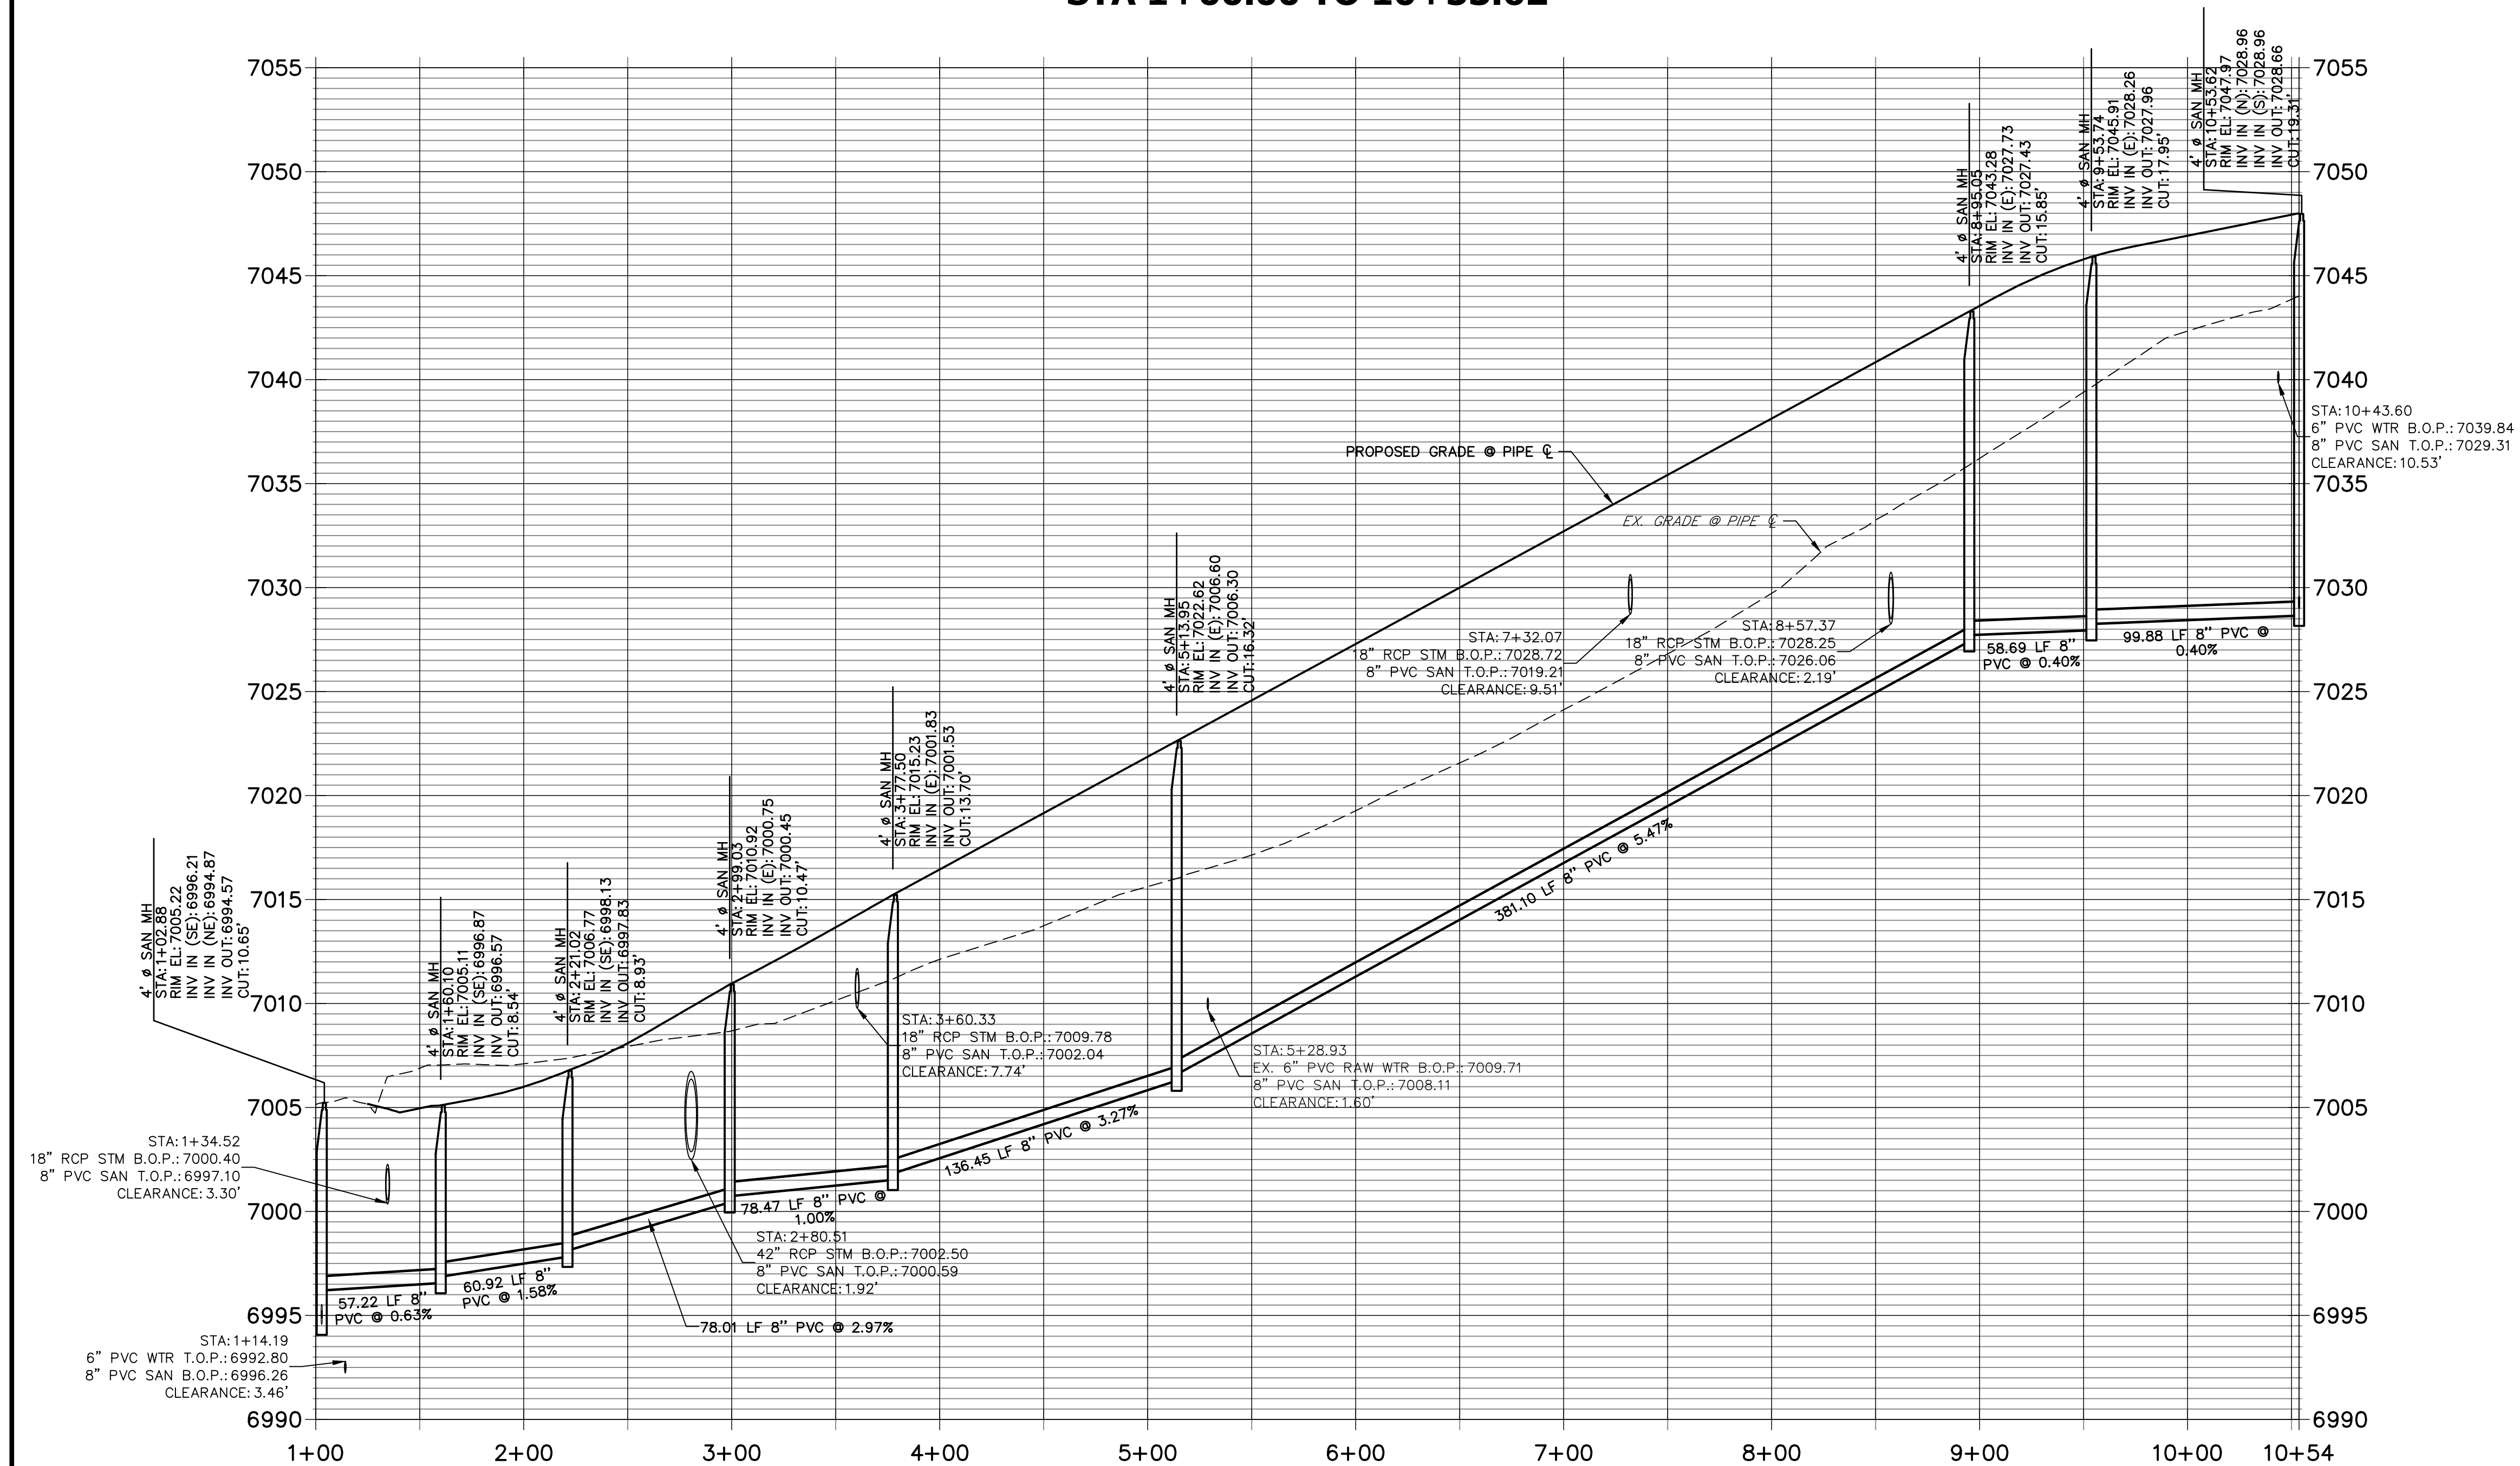 7055
7050
7045
7040
7035
7030
7025
7020
7015
7010
7005
7000
6995
6990
7055
7050
7045
7040
7035
7030
7025
7020
7015
7010
7005
7000
6995
6990
1+00
2+00
3+00
4+00
5+00
6+00
7+00
8+00
9+00
10+00
10+54
4' ø SAN MH
STA:1+02.88
RIM EL:7005.22
INV IN (SE):6996.21
INV IN (NE):6994.87
INV OUT:6994.57
CUT:10.65'
4' ø SAN MH
STA:1+60.10
RIM EL:7005.11
INV IN (SE):6996.87
INV OUT:6996.57
CUT:8.54'
4' ø SAN MH
STA:2+21.02
RIM EL:7006.77
INV IN (SE):6998.13
INV OUT:6997.83
CUT:8.93'
4' ø SAN MH
STA:2+99.03
RIM EL:7010.92
INV IN (E):7000.75
INV OUT:7000.45
CUT:10.47'
4' ø SAN MH
STA:3+77.50
RIM EL:7015.23
INV IN (E):7001.83
INV OUT:7001.53
CUT:13.70'
4' ø SAN MH
STA:5+13.95
RIM EL:7022.62
INV IN (E):7006.60
INV OUT:7006.30
CUT:16.32'
4' ø SAN MH
STA:8+95.05
RIM EL:7043.28
INV IN (E):7027.73
INV OUT:7027.43
CUT:15.85'
4' ø SAN MH
STA:9+53.74
RIM EL:7045.91
INV IN (E):7028.26
INV OUT:7027.96
CUT:17.95'
4' ø SAN MH
STA:10+53.62
RIM EL:7047.97
INV IN (N):7028.96
INV IN (S):7028.96
INV OUT:7028.66
CUT:19.31'
PROPOSED GRADE @ PIPE ℄
EX. GRADE @ PIPE ℄
STA:1+34.52
18" RCP STM B.O.P.:7000.40
8" PVC SAN T.O.P.:6997.10
CLEARANCE:3.30'
STA:1+14.19
6" PVC WTR T.O.P.:6992.80
8" PVC SAN B.O.P.:6996.26
CLEARANCE:3.46'
STA:2+80.51
42" RCP STM B.O.P.:7002.50
8" PVC SAN T.O.P.:7000.59
CLEARANCE:1.92'
STA:3+60.33
18" RCP STM B.O.P.:7009.78
8" PVC SAN T.O.P.:7002.04
CLEARANCE:7.74'
STA:5+28.93
EX. 6" PVC RAW WTR B.O.P.:7009.71
8" PVC SAN T.O.P.:7008.11
CLEARANCE:1.60'
STA:7+32.07
18" RCP STM B.O.P.:7028.72
8" PVC SAN T.O.P.:7019.21
CLEARANCE:9.51'
STA:8+57.37
18" RCP STM B.O.P.:7028.25
8" PVC SAN T.O.P.:7026.06
CLEARANCE:2.19'
STA:10+43.60
6" PVC WTR B.O.P.:7039.84
8" PVC SAN T.O.P.:7029.31
CLEARANCE:10.53'
57.22 LF 8"
PVC @ 0.63%
60.92 LF 8"
PVC @ 1.58%
78.01 LF 8" PVC @ 2.97%
78.47 LF 8" PVC @
1.00%
136.45 LF 8" PVC @ 3.27%
381.10 LF 8" PVC @ 5.47%
58.69 LF 8"
PVC @ 0.40%
99.88 LF 8" PVC @
0.40%